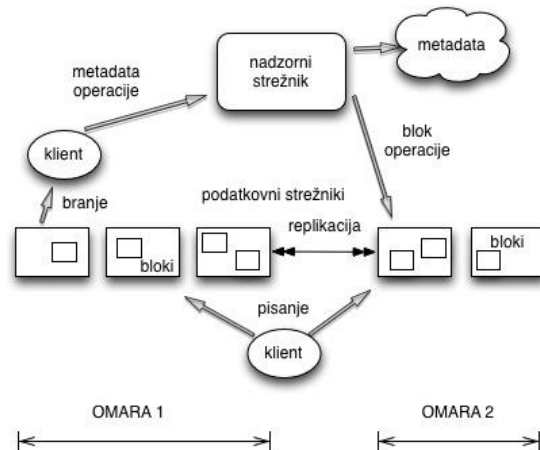 metadata
nadzorni
strežnik
metadata
operacije
klient
blok
operacije
branje
podatkovni strežniki
replikacija
bloki
bloki
pisanje
klient
OMARA 1
OMARA 2